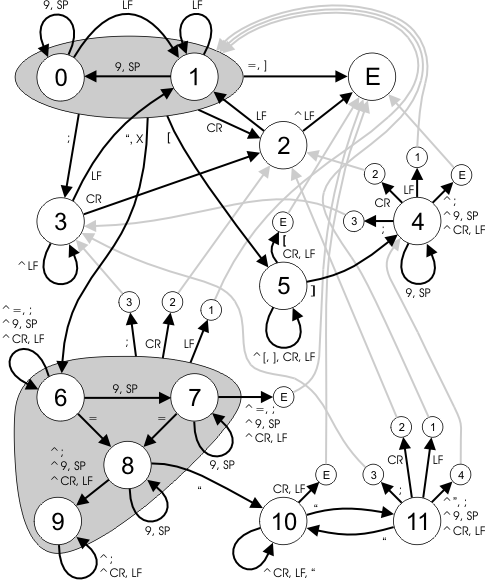 9, SP
LF
LF
0
9, SP
1
=, ]
E
LF
^LF
;
“, X
[
CR
2
1
LF
CR
2
E
CR
LF
^ ;
^ 9, SP
^ CR, LF
3
E
3
;
4
[
CR, LF
^LF
5
]
9, SP
^ [, ], CR, LF
3
2
1
^ =, ;
^ 9, SP
^ CR, LF
;
CR
LF
6
9, SP
7
E
=
=
^ =, ;
^ 9, SP
^ CR, LF
9, SP
2
1
^ ;
^ 9, SP
^ CR, LF
8
CR
LF
E
3
4
“
CR, LF
;
^ “, ;
^ 9, SP
^ CR, LF
9
9, SP
10
“
11
“
^ ;
^ CR, LF
^ CR, LF, “